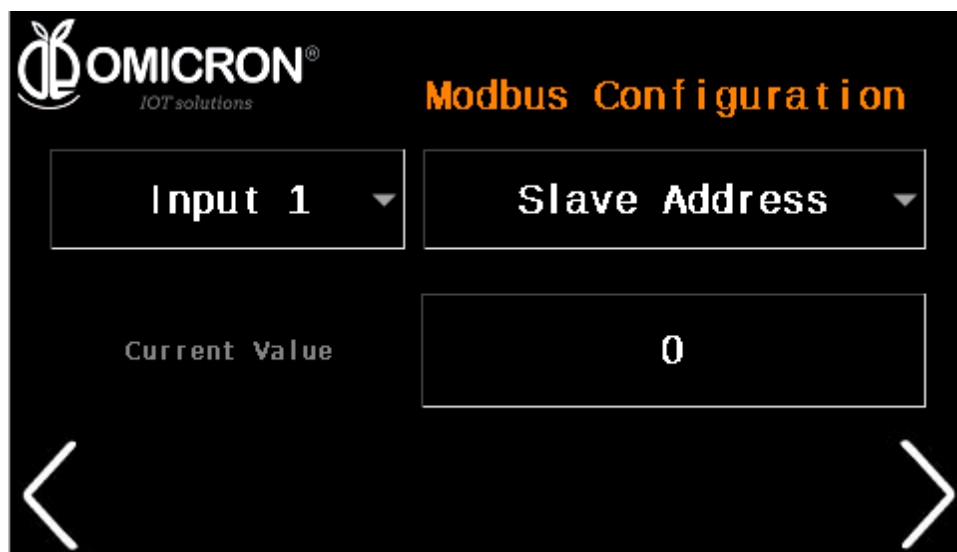 OMICRON®
IOT solutions
Modbus Configuration
Input 1
Slave Address
Current Value
0